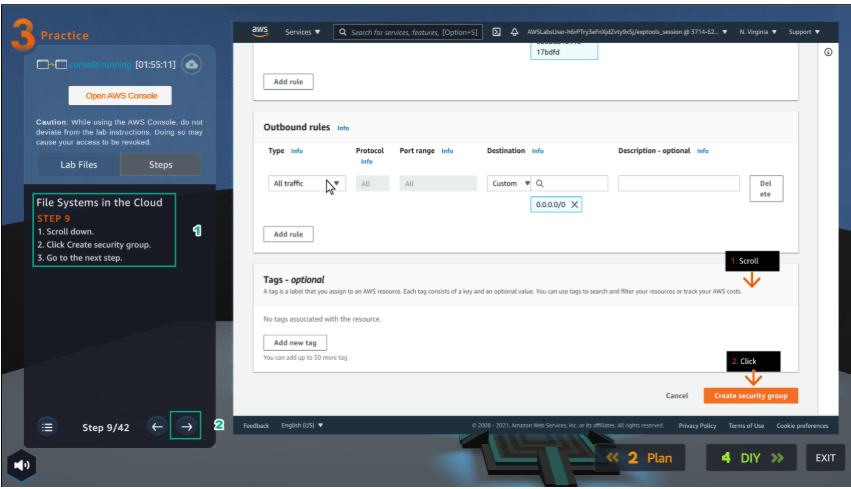 3 Practice
console running [01:55:11]
Open AWS Console
Caution: While using the AWS Console, do not
deviate from the lab instructions. Doing so may
cause your access to be revoked.
Lab Files
Steps
File Systems in the Cloud
STEP 9
1. Scroll down.
2. Click Create security group.
3. Go to the next step.
1
Step 9/42
2
aws
Services ▼
Search for services, features, [Option+S]
N. Virginia ▼
Support ▼
17bdfd
Add rule
Outbound rules Info
Type Info
Protocol Info
Port range Info
Destination Info
Description - optional Info
All traffic
All
All
Custom ▼
0.0.0.0/0 X
Del
ete
Add rule
1. Scroll
Tags - optional
A tag is a label that you assign to an AWS resource. Each tag consists of a key and an optional value. You can use tags to search and filter your resources or track your AWS costs.
No tags associated with the resource.
Add new tag
You can add up to 50 more tag
2. Click
Cancel
Create security group
Feedback
English (US) ▼
© 2008 - 2021, Amazon Web Services, Inc. or its affiliates. All rights reserved.
Privacy Policy
Terms of Use
Cookie preferences
2 Plan
4 DIY
EXIT